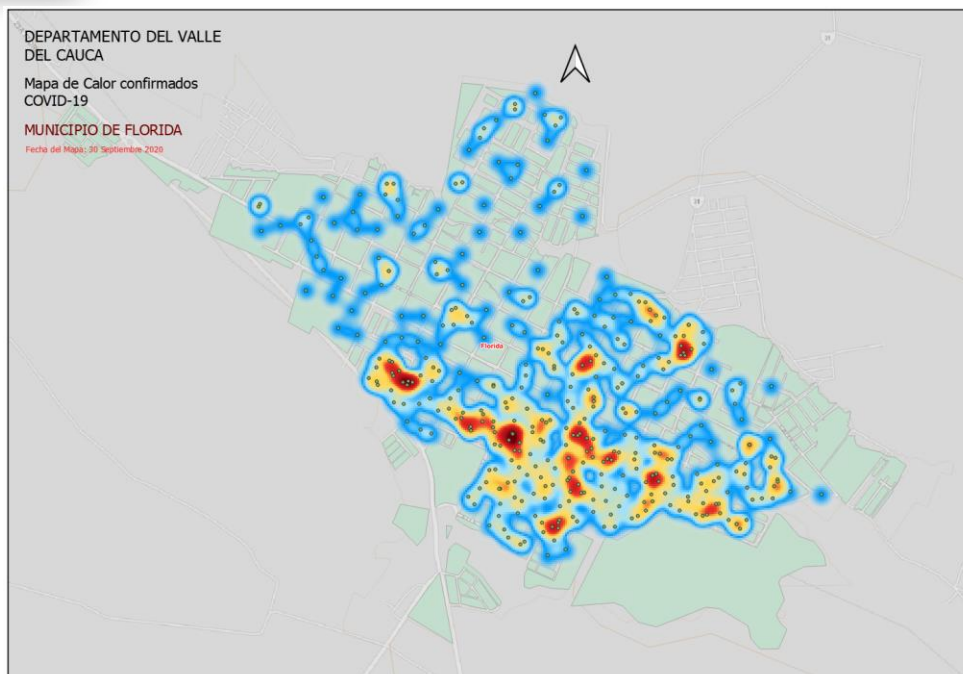 DEPARTAMENTO DEL VALLE
DEL CAUCA
Mapa de Calor confirmados
COVID-19
MUNICIPIO DE FLORIDA
Fecha del Mapa: 30 Septiembre 2020
Florida